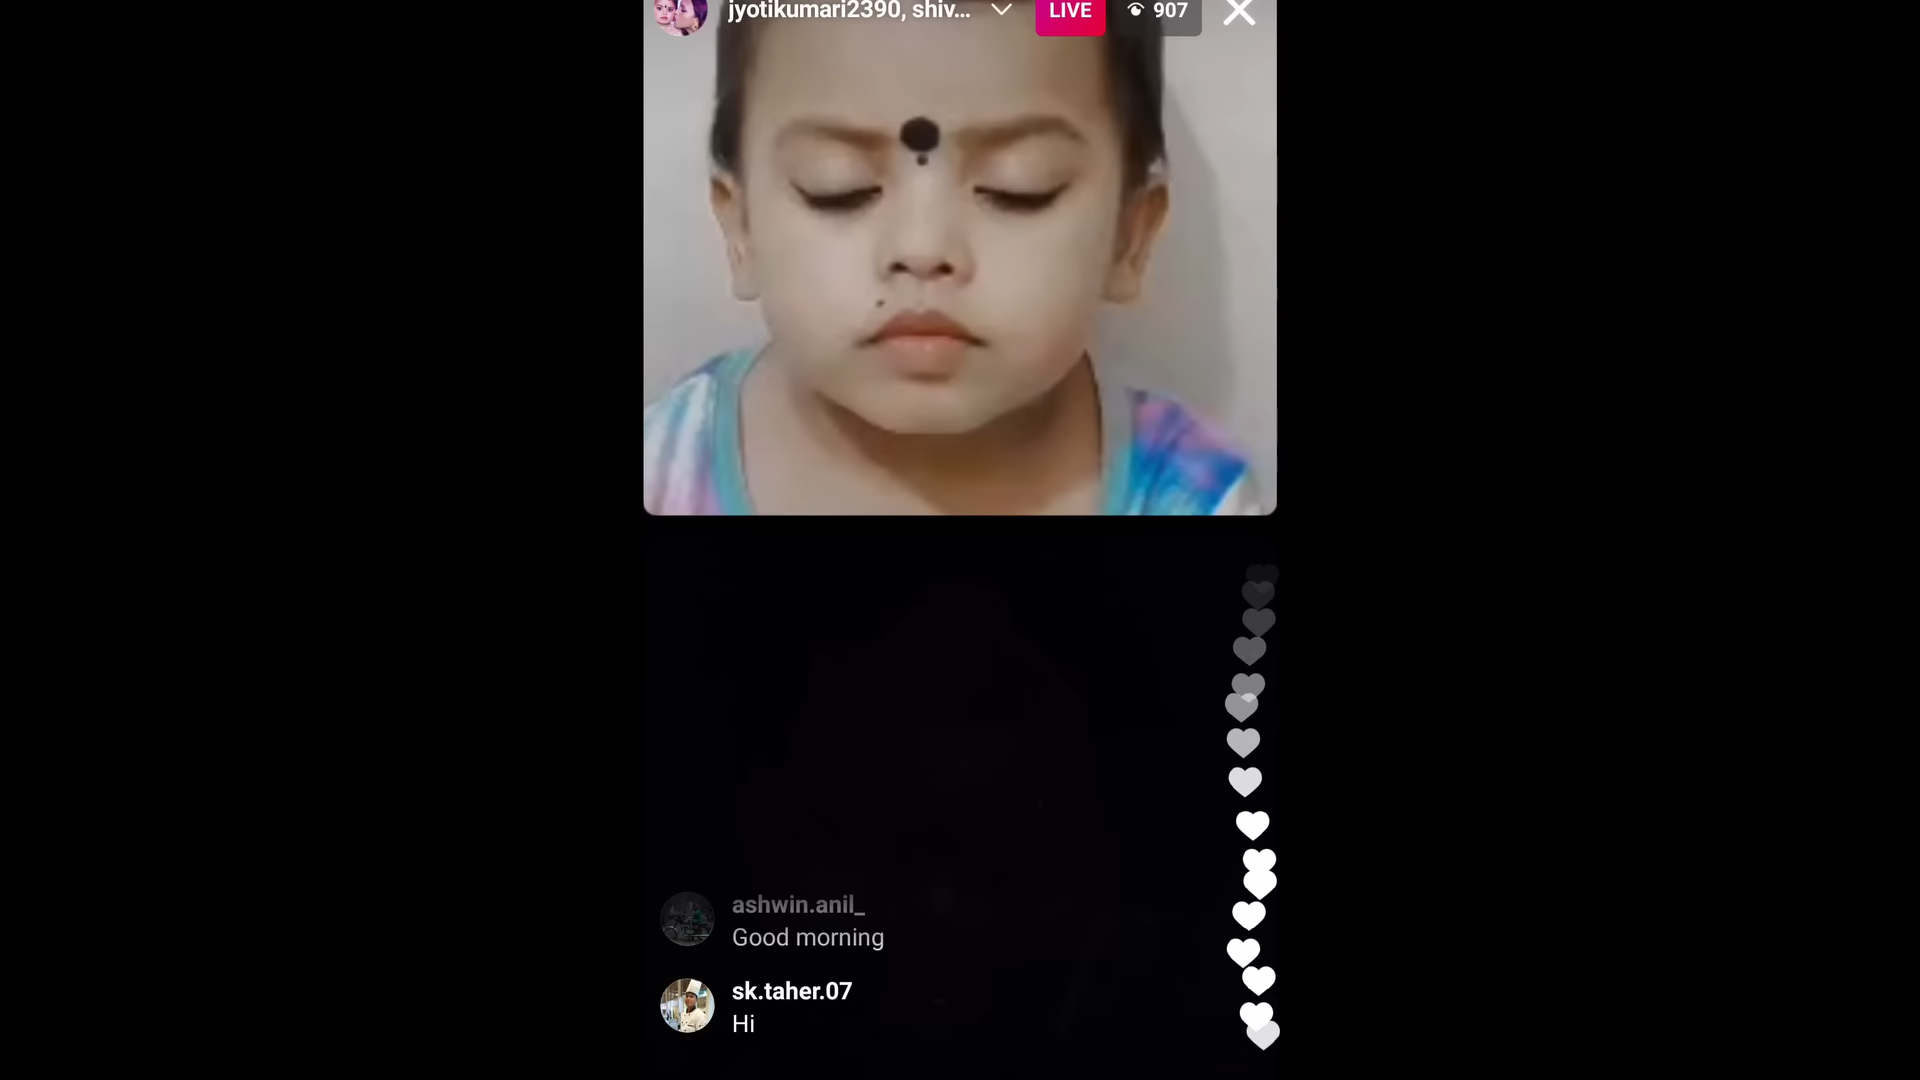 jyotikumari2390, shiv...
LIVE
907
ashwin.anil_
Good morning
sk.taher.07
Hi